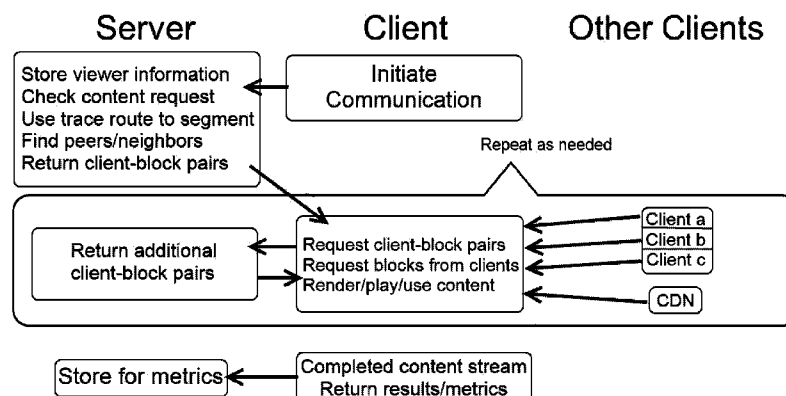 Server
Client
Other Clients
Store viewer information
Check content request
Use trace route to segment
Find peers/neighbors
Return client-block pairs
Initiate
Communication
Repeat as needed
Return additional
client-block pairs
Request client-block pairs
Request blocks from clients
Render/play/use content
Client a
Client b
Client c
CDN
Store for metrics
Completed content stream
Return results/metrics